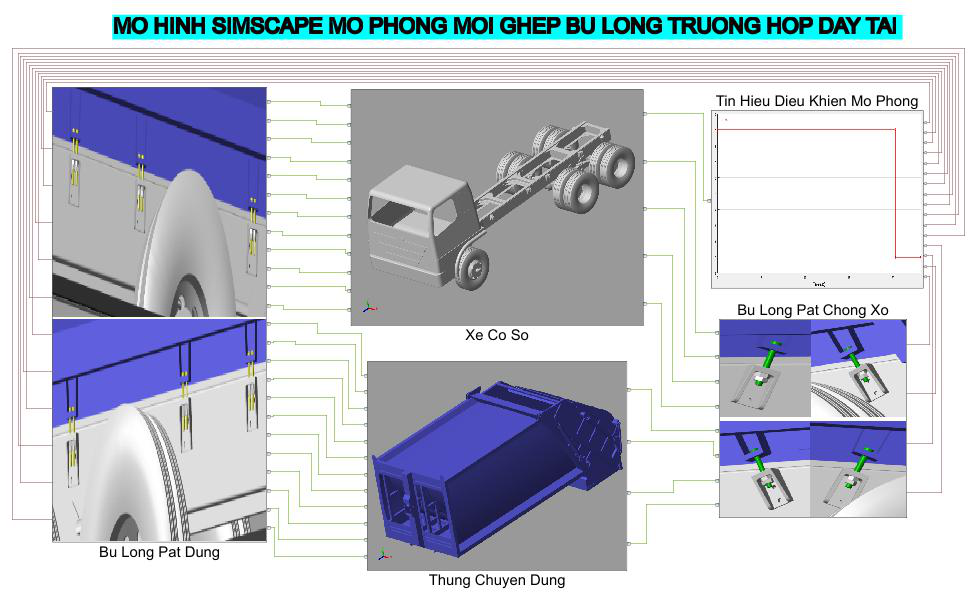 MO HINH SIMSCAPE MO PHONG MOI GHEP BU LONG TRUONG HOP DAY TAI
Tin Hieu Dieu Khien Mo Phong
Xe Co So
Bu Long Pat Chong Xo
Bu Long Pat Dung
Thung Chuyen Dung